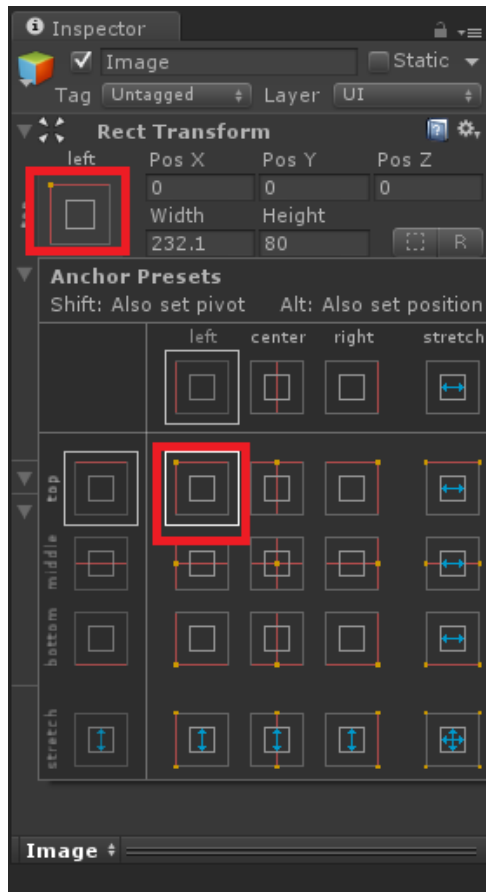 Inspector
Image Static
Tag Untagged Layer UI
Rect Transform
left Pos X Pos Y Pos Z
0 0 0
Width Height
232.1 80 R
Anchor Presets
Shift: Also set pivot Alt: Also set position
left center right stretch
top
middle
bottom
stretch
Image